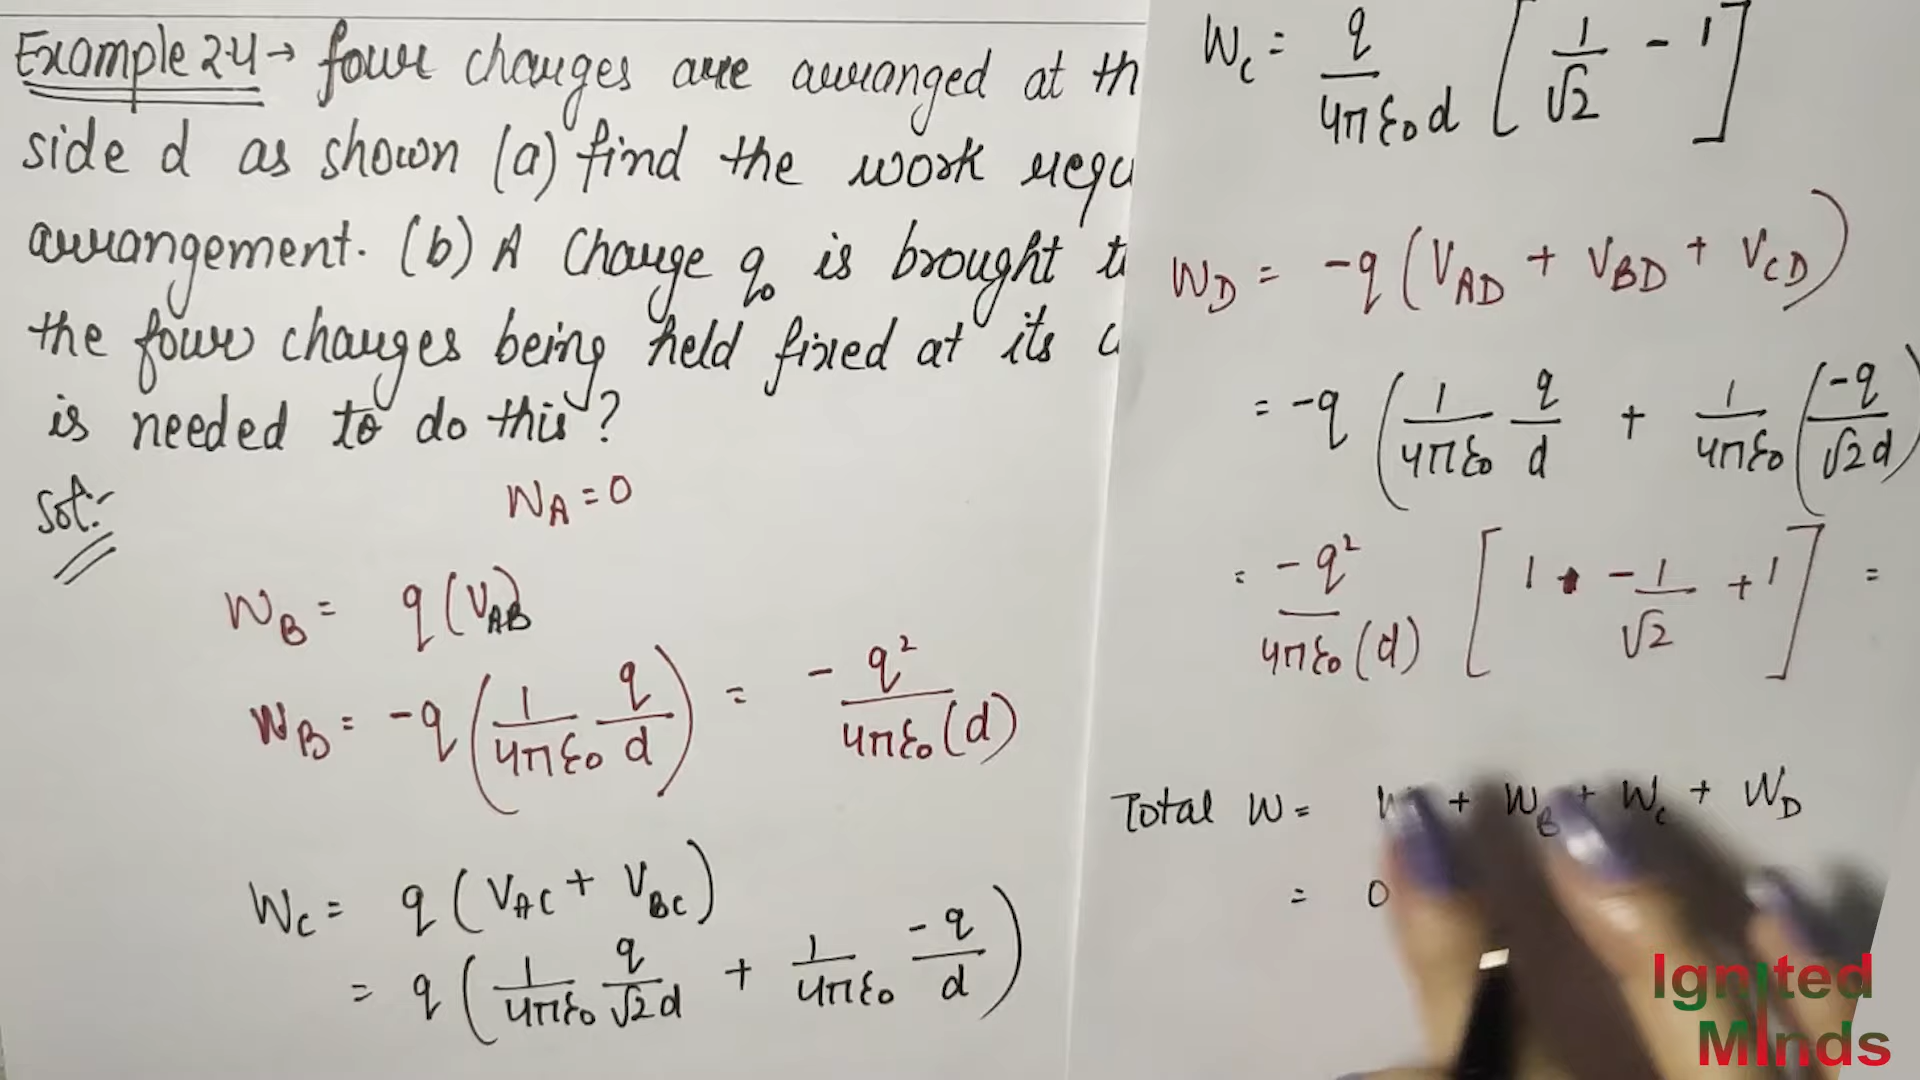 Example 2.4 → four charges are arranged at th
side d as shown (a) find the work requ
arrangement. (b) A Charge q₀ is brought t
the four charges being held fixed at its c
is needed to do this?
Sol:-
W_A = 0
W_B = q (V_AB)
W_B = -q (1/4πε₀ q/d) = - q²/4πε₀(d)
W_C = q (V_AC + V_BC)
= q (1/4πε₀ q/√2d + 1/4πε₀ -q/d)
W_C = q/4πε₀d [1/√2 - 1]
W_D = -q (V_AD + V_BD + V_CD)
= -q (1/4πε₀ q/d + 1/4πε₀ (-q/√2d)
= -q²/4πε₀(d) [1 - 1/√2 + 1] =
Total W = + W_B + W_C + W_D
= 0
Ignited
Minds